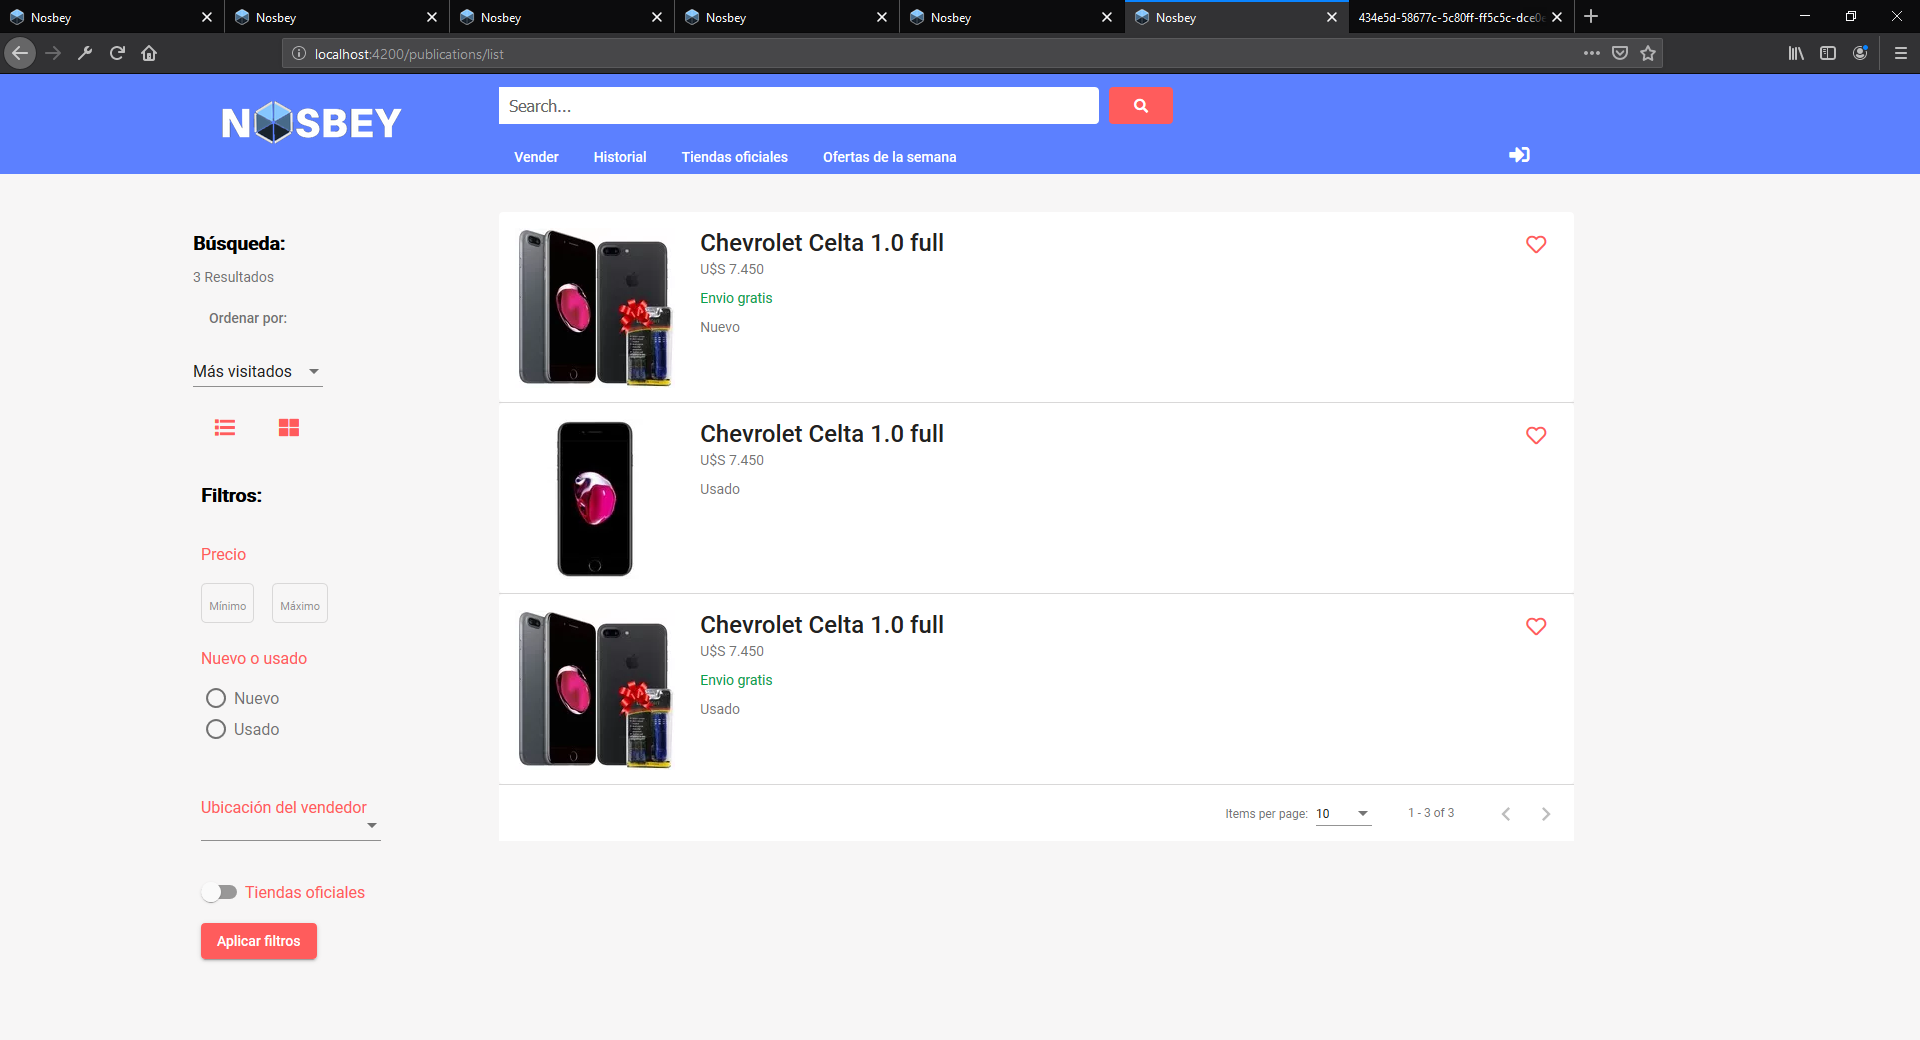 Nosbey
Nosbey
Nosbey
Nosbey
Nosbey
Nosbey
434e5d-58677c-5c80ff-ff5c5c-dce0
localhost:4200/publications/list
NOSBEY
Search...
Vender
Historial
Tiendas oficiales
Ofertas de la semana
Búsqueda:
3 Resultados
Ordenar por:
Más visitados
Filtros:
Precio
Mínimo
Máximo
Nuevo o usado
Nuevo
Usado
Ubicación del vendedor
Tiendas oficiales
Aplicar filtros
Chevrolet Celta 1.0 full
U$S 7.450
Envio gratis
Nuevo
Chevrolet Celta 1.0 full
U$S 7.450
Usado
Chevrolet Celta 1.0 full
U$S 7.450
Envio gratis
Usado
Items per page: 10
1 - 3 of 3